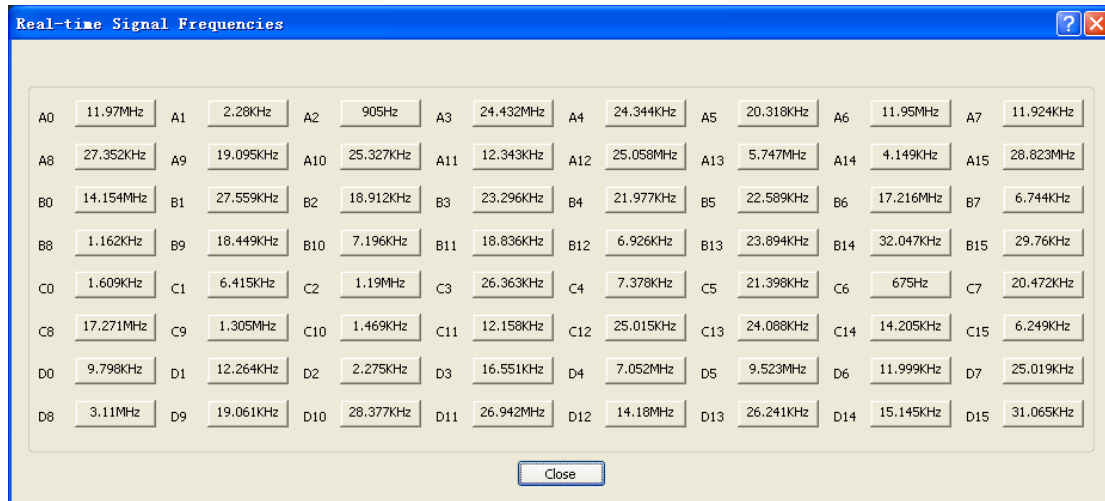 Real-time Signal Frequencies
A0 11.97MHz A1 2.28KHz A2 905Hz A3 24.432MHz A4 24.344KHz A5 20.318KHz A6 11.95MHz A7 11.924KHz
A8 27.352KHz A9 19.095KHz A10 25.327KHz A11 12.343KHz A12 25.058MHz A13 5.747MHz A14 4.149KHz A15 28.823MHz
B0 14.154MHz B1 27.559KHz B2 18.912KHz B3 23.296KHz B4 21.977KHz B5 22.589KHz B6 17.216MHz B7 6.744KHz
B8 1.162KHz B9 18.449KHz B10 7.196KHz B11 18.836KHz B12 6.926KHz B13 23.894KHz B14 32.047KHz B15 29.76KHz
C0 1.609KHz C1 6.415KHz C2 1.19MHz C3 26.363KHz C4 7.378KHz C5 21.398KHz C6 675Hz C7 20.472KHz
C8 17.271MHz C9 1.305MHz C10 1.469KHz C11 12.158KHz C12 25.015KHz C13 24.088KHz C14 14.205KHz C15 6.249KHz
D0 9.798KHz D1 12.264KHz D2 2.275KHz D3 16.551KHz D4 7.052MHz D5 9.523MHz D6 11.999KHz D7 25.019KHz
D8 3.11MHz D9 19.061KHz D10 28.377KHz D11 26.942MHz D12 14.18MHz D13 26.241KHz D14 15.145KHz D15 31.065KHz
Close